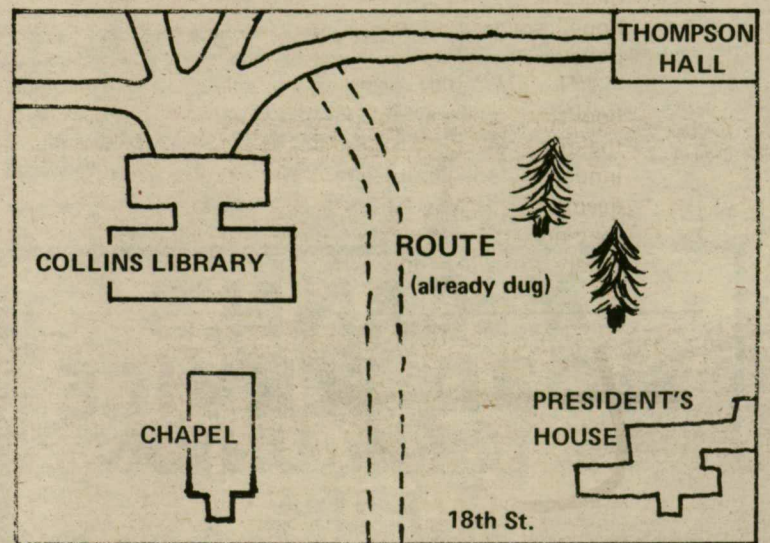 THOMPSON
HALL
ROUTE
(already dug)
COLLINS LIBRARY
PRESIDENT'S
HOUSE
CHAPEL
18th St.